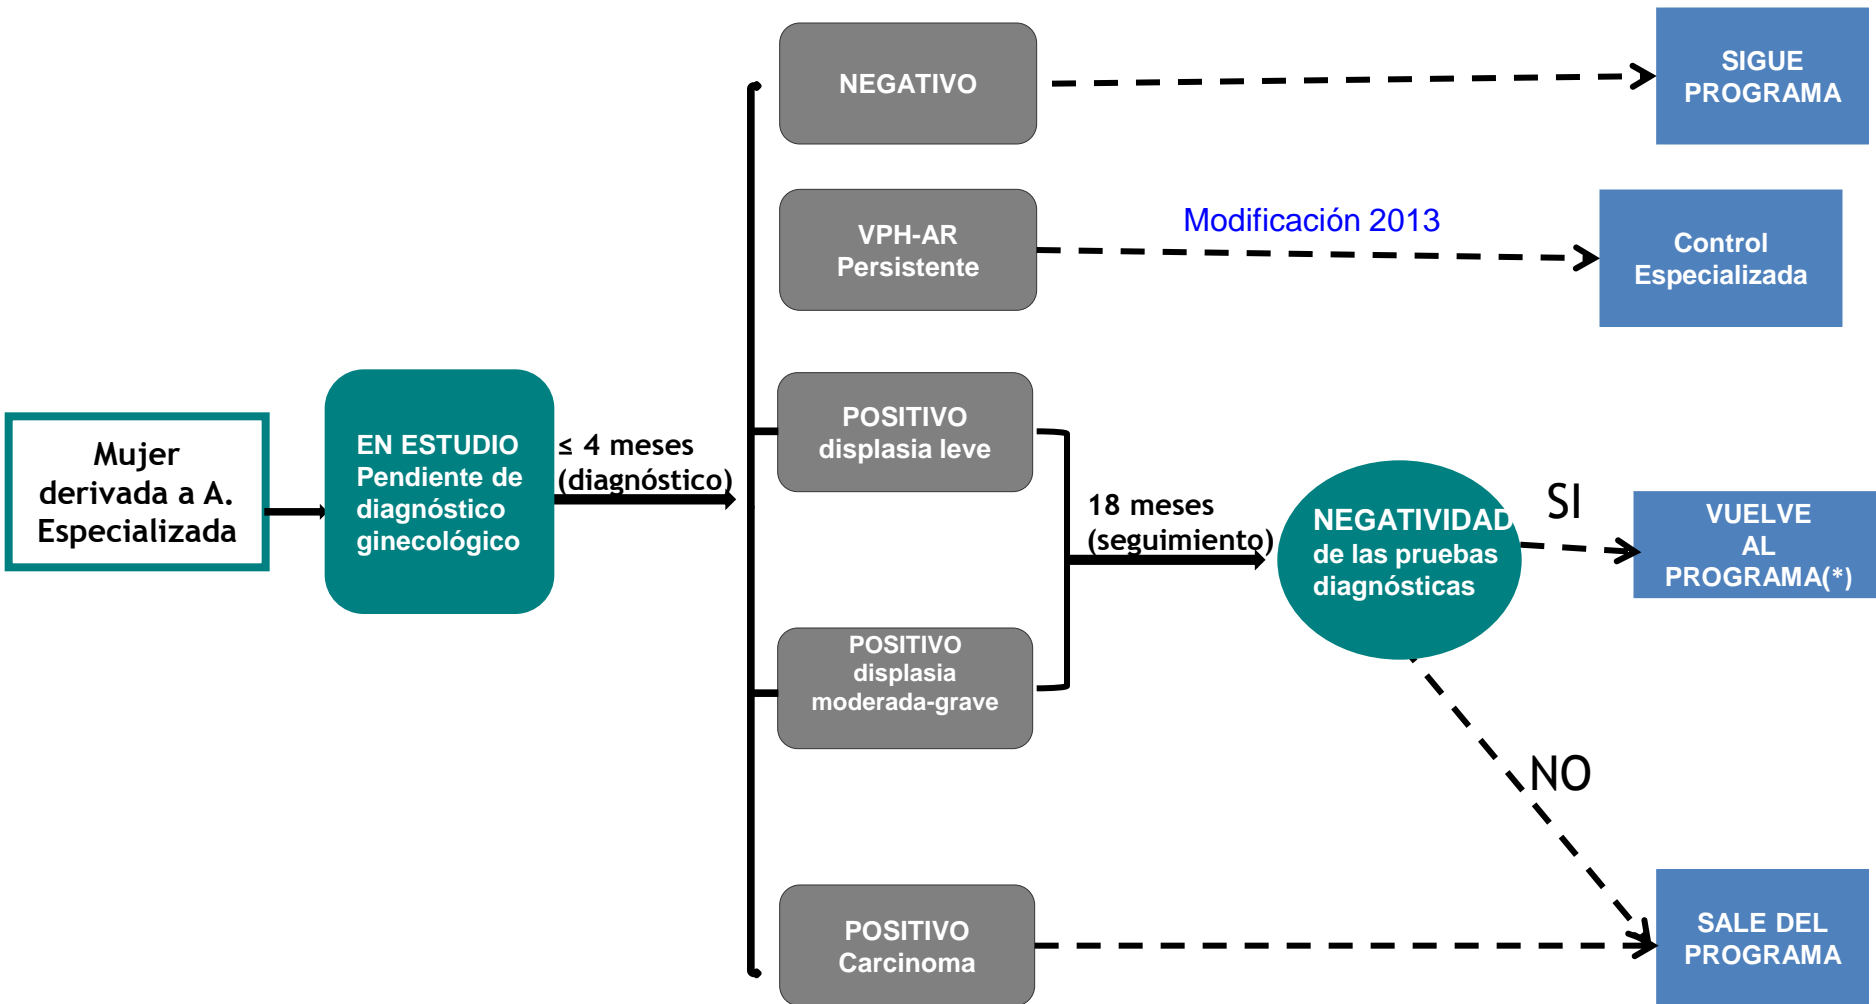 Mujer
derivada a A.
Especializada
EN ESTUDIO
Pendiente de
diagnóstico
ginecológico
≤ 4 meses
(diagnóstico)
NEGATIVO
SIGUE
PROGRAMA
VPH-AR
Persistente
Modificación 2013
Control
Especializada
POSITIVO
displasia leve
POSITIVO
displasia
moderada-grave
18 meses
(seguimiento)
NEGATIVIDAD
de las pruebas
diagnósticas
SI
VUELVE
AL
PROGRAMA(*)
NO
POSITIVO
Carcinoma
SALE DEL
PROGRAMA